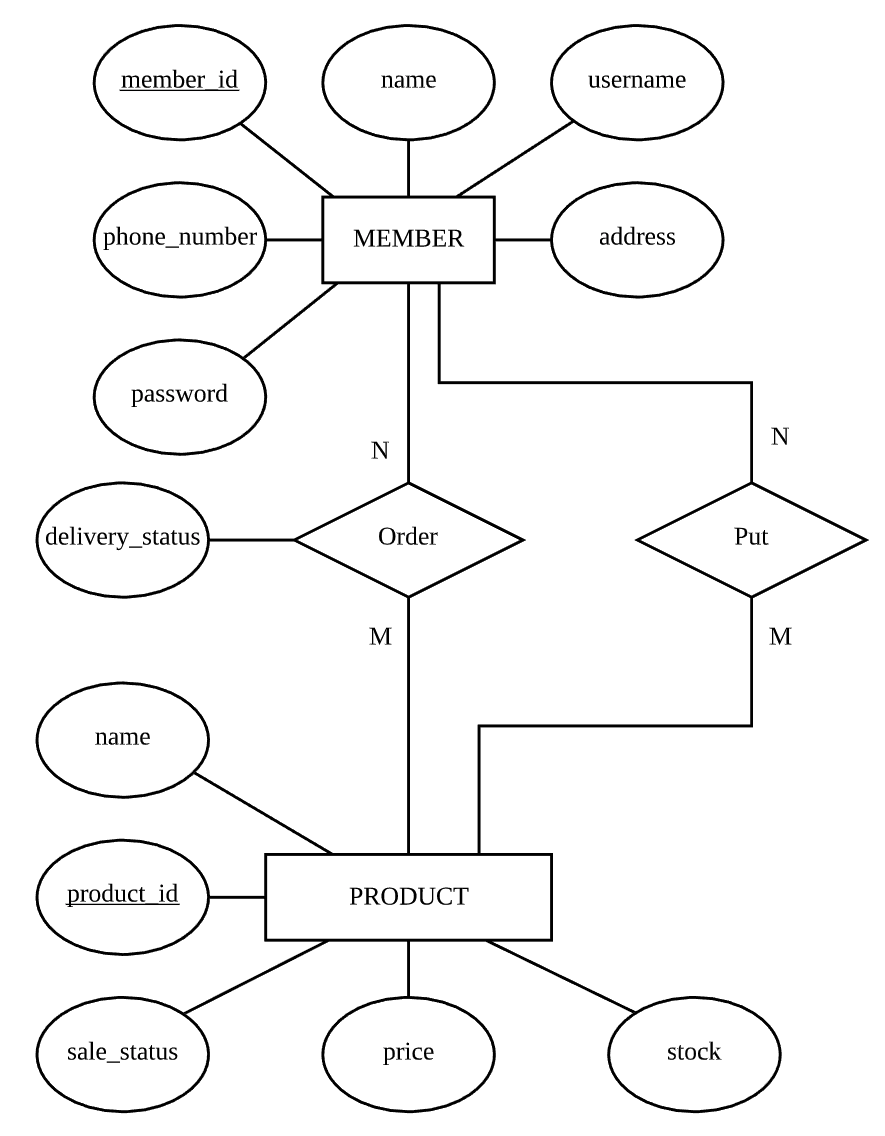 member_id
name
username
phone_number
MEMBER
address
password
N
N
delivery_status
Order
Put
M
M
name
product_id
PRODUCT
sale_status
price
stock